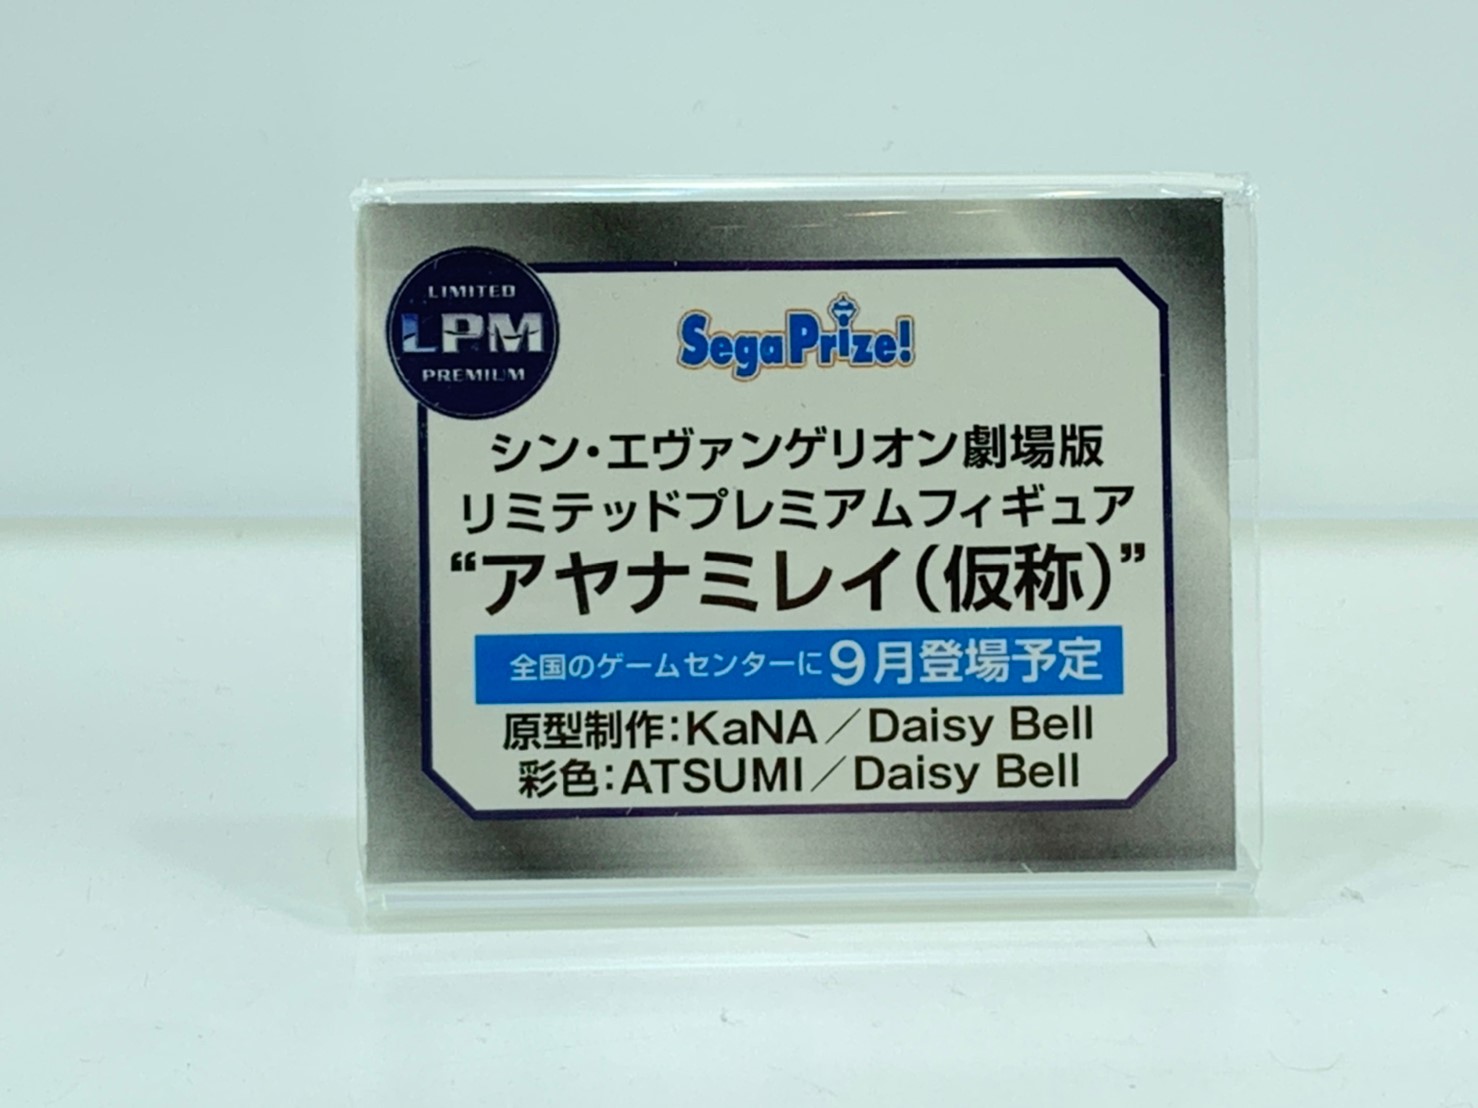 LIMITED
LPM
PREMIUM
SegaPrize!
シン・エヴァンゲリオン劇場版
リミテッドプレミアムフィギュア
“アヤナミレイ(仮称)”
全国のゲームセンターに9月登場予定
原型制作:KaNA／Daisy Bell
彩色:ATSUMI／Daisy Bell